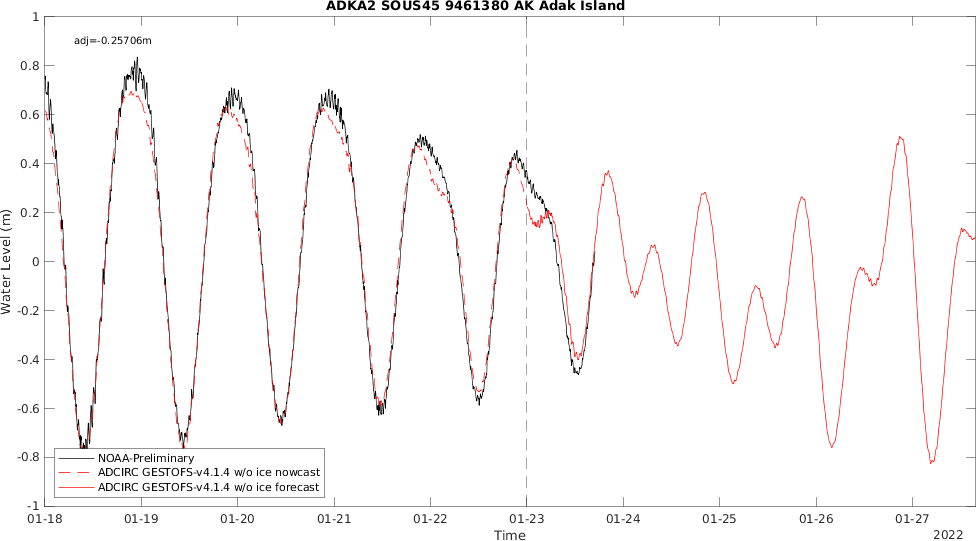 ADKA2 SOUS45 9461380 AK Adak Island
adj=-0.25706m
1
0.8
0.6
0.4
0.2
0
-0.2
-0.4
-0.6
-0.8
-1
Water Level (m)
NOAA-Preliminary
ADCIRC GESTOFS-v4.1.4 w/o ice nowcast
ADCIRC GESTOFS-v4.1.4 w/o ice forecast
01-18 01-19 01-20 01-21 01-22 01-23 01-24 01-25 01-26 01-27
Time
2022